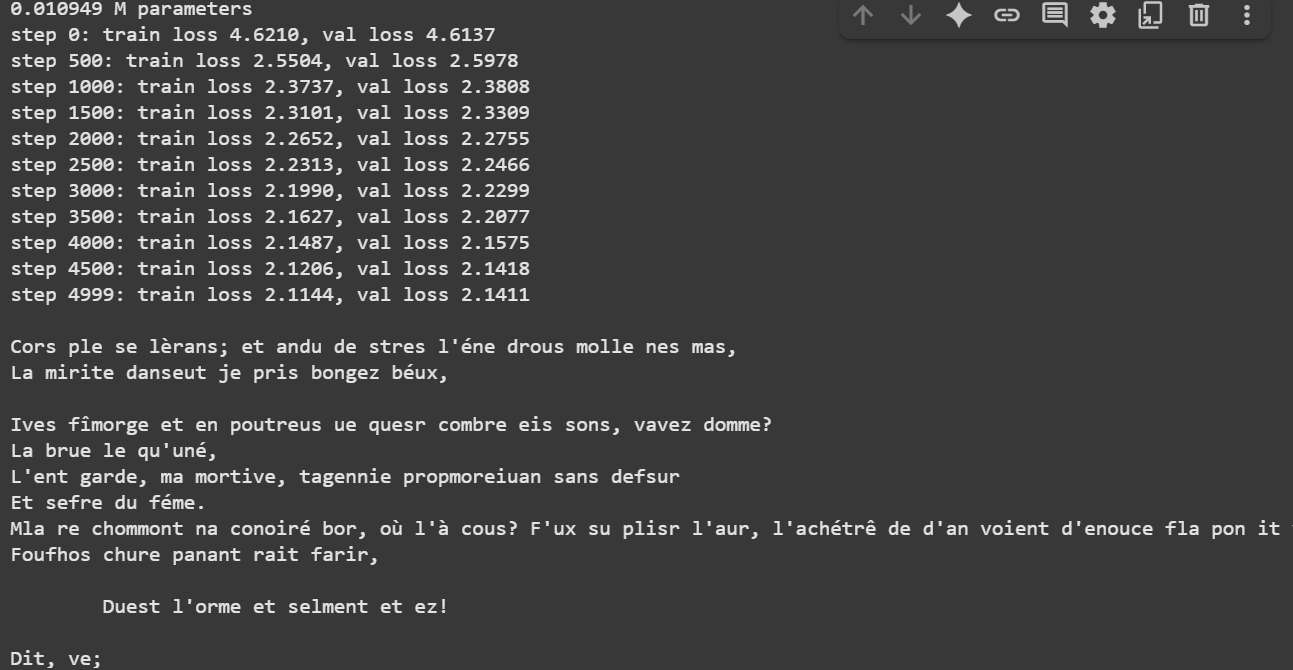 0.010949 M parameters
step 0: train loss 4.6210, val loss 4.6137
step 500: train loss 2.5504, val loss 2.5978
step 1000: train loss 2.3737, val loss 2.3808
step 1500: train loss 2.3101, val loss 2.3309
step 2000: train loss 2.2652, val loss 2.2755
step 2500: train loss 2.2313, val loss 2.2466
step 3000: train loss 2.1990, val loss 2.2299
step 3500: train loss 2.1627, val loss 2.2077
step 4000: train loss 2.1487, val loss 2.1575
step 4500: train loss 2.1206, val loss 2.1418
step 4999: train loss 2.1144, val loss 2.1411
Cors ple se lèrans; et andu de stres l'éne drous molle nes mas,
La mirite danseut je pris bongez béux,
Ives fîmorge et en poutreus ue quesr combre eis sons, vavez domme?
La brue le qu'uné,
L'ent garde, ma mortive, tagennie propmoreiuan sans defsur
Et sefre du féme.
Mla re chommont na conoiré bor, où l'à cous? F'ux su plisr l'aur, l'achétrê de d'an voient d'enouce fla pon it
Foufhos chure panant rait farir,
Duest l'orme et selment et ez!
Dit, ve;